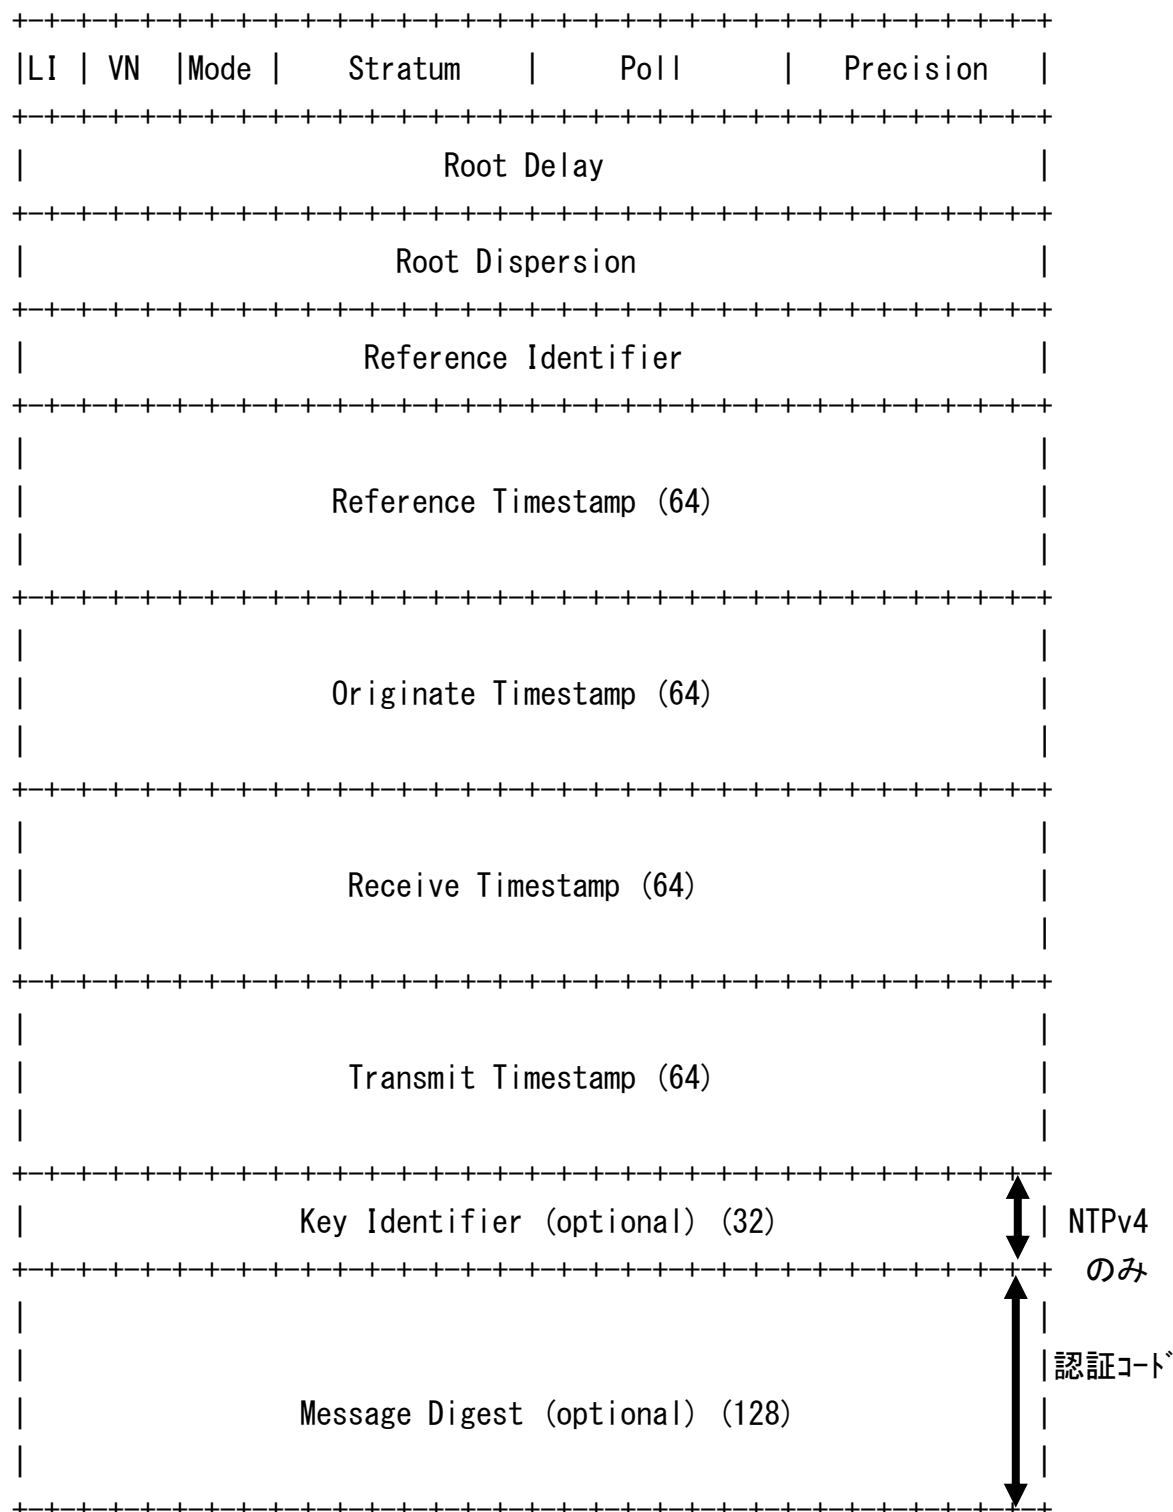 +-+-+-+-+-+-+-+-+-+-+-+-+-+-+-+-+-+-+-+-+-+-+-+-+-+-+-+-+-+-+-+-+
|LI | VN  |Mode |    Stratum    |     Poll      |   Precision   |
+-+-+-+-+-+-+-+-+-+-+-+-+-+-+-+-+-+-+-+-+-+-+-+-+-+-+-+-+-+-+-+-+
|                          Root Delay                           |
+-+-+-+-+-+-+-+-+-+-+-+-+-+-+-+-+-+-+-+-+-+-+-+-+-+-+-+-+-+-+-+-+
|                       Root Dispersion                         |
+-+-+-+-+-+-+-+-+-+-+-+-+-+-+-+-+-+-+-+-+-+-+-+-+-+-+-+-+-+-+-+-+
|                     Reference Identifier                      |
+-+-+-+-+-+-+-+-+-+-+-+-+-+-+-+-+-+-+-+-+-+-+-+-+-+-+-+-+-+-+-+-+
|                                                               |
|                   Reference Timestamp (64)                    |
|                                                               |
+-+-+-+-+-+-+-+-+-+-+-+-+-+-+-+-+-+-+-+-+-+-+-+-+-+-+-+-+-+-+-+-+
|                                                               |
|                   Originate Timestamp (64)                    |
|                                                               |
+-+-+-+-+-+-+-+-+-+-+-+-+-+-+-+-+-+-+-+-+-+-+-+-+-+-+-+-+-+-+-+-+
|                                                               |
|                    Receive Timestamp (64)                     |
|                                                               |
+-+-+-+-+-+-+-+-+-+-+-+-+-+-+-+-+-+-+-+-+-+-+-+-+-+-+-+-+-+-+-+-+
|                                                               |
|                    Transmit Timestamp (64)                    |
|                                                               |
+-+-+-+-+-+-+-+-+-+-+-+-+-+-+-+-+-+-+-+-+-+-+-+-+-+-+-+-+-+-+-+-+
|                 Key Identifier (optional) (32)                | NTPv4
+-+-+-+-+-+-+-+-+-+-+-+-+-+-+-+-+-+-+-+-+-+-+-+-+-+-+-+-+-+-+-+-+ のみ
|                                                               |
|                                                               |認証ｺｰﾄﾞ
|                 Message Digest (optional) (128)               |
|                                                               |
+-+-+-+-+-+-+-+-+-+-+-+-+-+-+-+-+-+-+-+-+-+-+-+-+-+-+-+-+-+-+-+-+